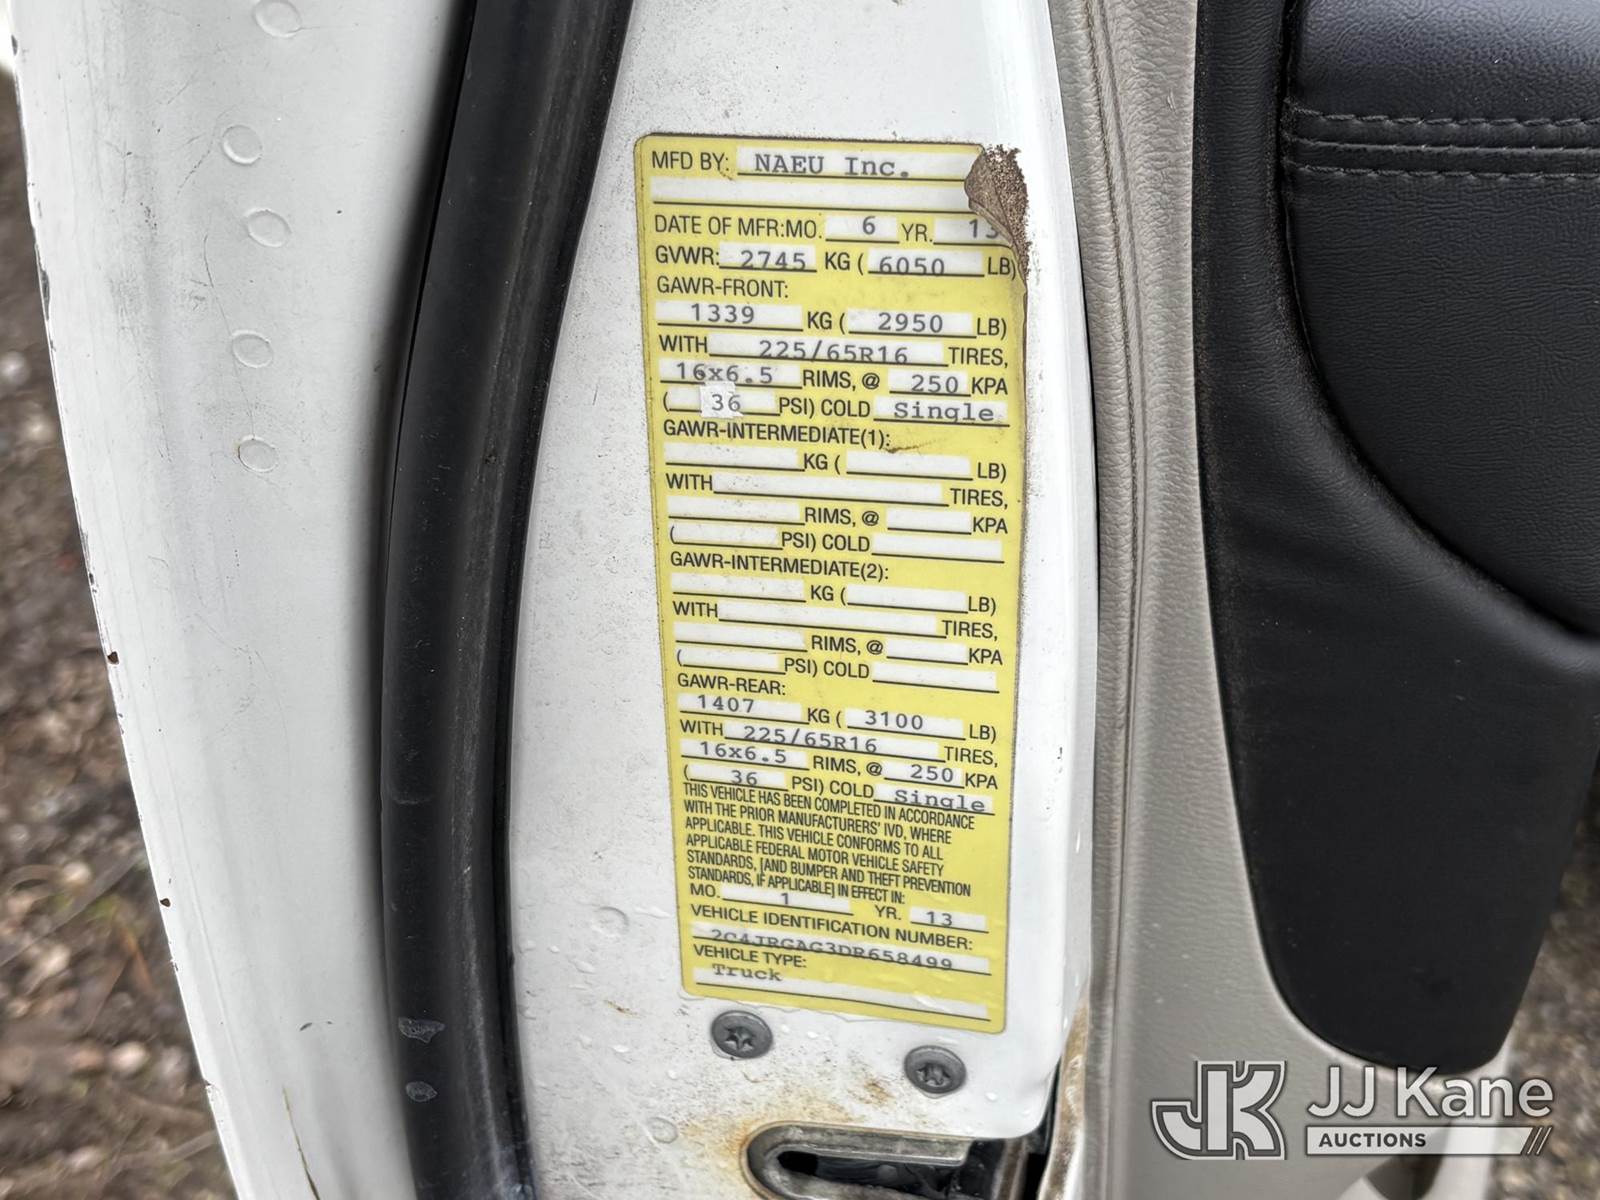 MFD BY: NAEU Inc.
DATE OF MFR:MO. 6 YR. 13
GVWR: 2745 KG ( 6050 LB)
GAWR-FRONT:
1339 KG ( 2950 LB)
WITH 225/65R16 TIRES,
16x6.5 RIMS, @ 250 KPA
( 36 PSI) COLD Single
GAWR-INTERMEDIATE(1):
KG ( LB)
WITH TIRES,
RIMS, @ KPA
( PSI) COLD
GAWR-INTERMEDIATE(2):
KG ( LB)
WITH TIRES,
RIMS, @ KPA
( PSI) COLD
GAWR-REAR:
1407 KG ( 3100 LB)
WITH 225/65R16 TIRES,
16x6.5 RIMS, @ 250 KPA
( 36 PSI) COLD Single
THIS VEHICLE HAS BEEN COMPLETED IN ACCORDANCE
WITH THE PRIOR MANUFACTURERS' IVD, WHERE
APPLICABLE. THIS VEHICLE CONFORMS TO ALL
APPLICABLE FEDERAL MOTOR VEHICLE SAFETY
STANDARDS, [AND BUMPER AND THEFT PREVENTION
STANDARDS, IF APPLICABLE] IN EFFECT IN:
MO. 1 YR. 13
VEHICLE IDENTIFICATION NUMBER:
2C4JRGAG3DR658499
VEHICLE TYPE:
Truck
JK JJ Kane
AUCTIONS